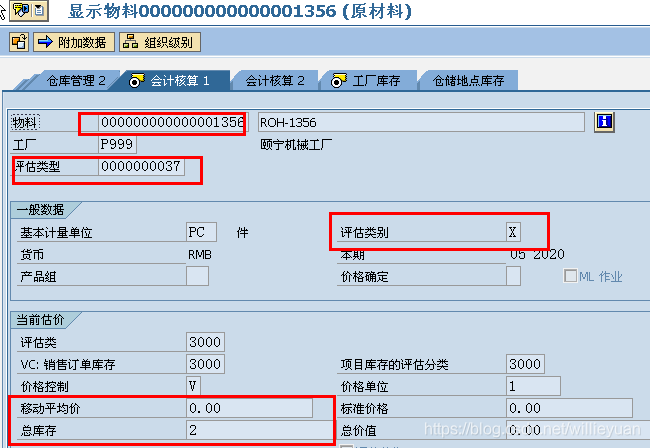 显示物料000000000000001356 (原材料)
附加数据 组织级别
仓库管理 2 会计核算 1 会计核算 2 工厂库存 仓储地点库存
物料 000000000000001356 ROH-1356
工厂 P999 颐宁机械工厂
评估类型 0000000037
一般数据
基本计量单位 PC 件 评估类别 X
货币 RMB 本期 05 2020
产品组 价格确定 ML 作业
当前估价
评估类 3000
VC: 销售订单库存 3000 项目库存的评估分类 3000
价格控制 V 价格单位 1
移动平均价 0.00 标准价格 0.00
总库存 2 总价值 0.00